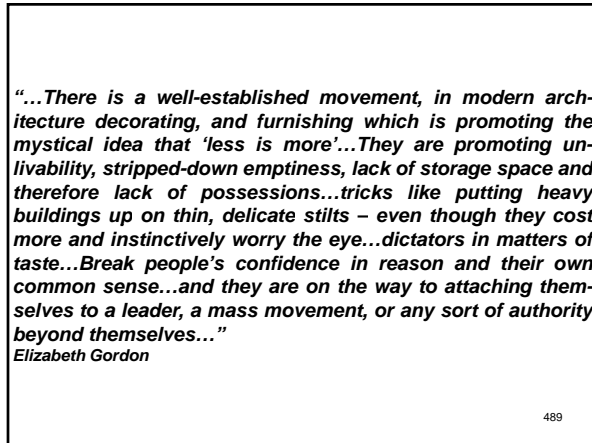 “…There is a well-established movement, in modern arch-
itecture decorating, and furnishing which is promoting the
mystical idea that ‘less is more’…They are promoting un-
livability, stripped-down emptiness, lack of storage space and
therefore lack of possessions…tricks like putting heavy
buildings up on thin, delicate stilts – even though they cost
more and instinctively worry the eye…dictators in matters of
taste…Break people’s confidence in reason and their own
common sense…and they are on the way to attaching them-
selves to a leader, a mass movement, or any sort of authority
beyond themselves…”
Elizabeth Gordon
489